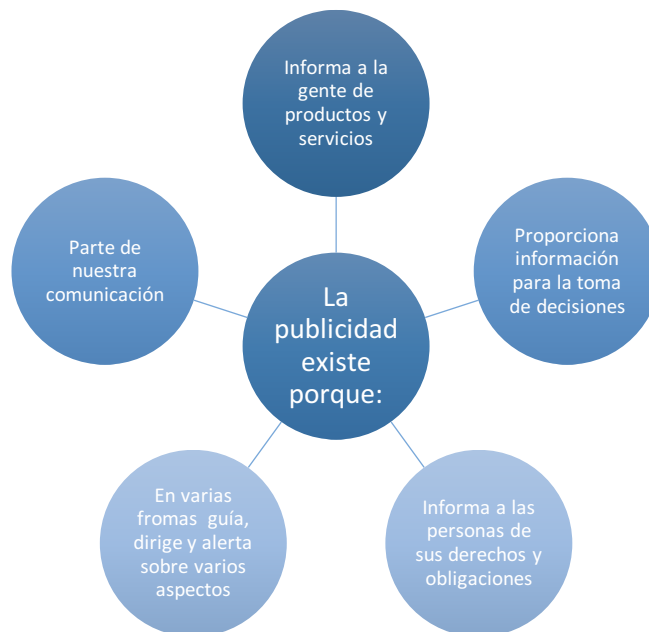 Informa a la
gente de
productos y
servicios
Proporciona
información
para la toma
de decisiones
Informa a las
personas de
sus derechos y
obligaciones
En varias
fromas guía,
dirige y alerta
sobre varios
aspectos
Parte de
nuestra
comunicación
La
publicidad
existe
porque: